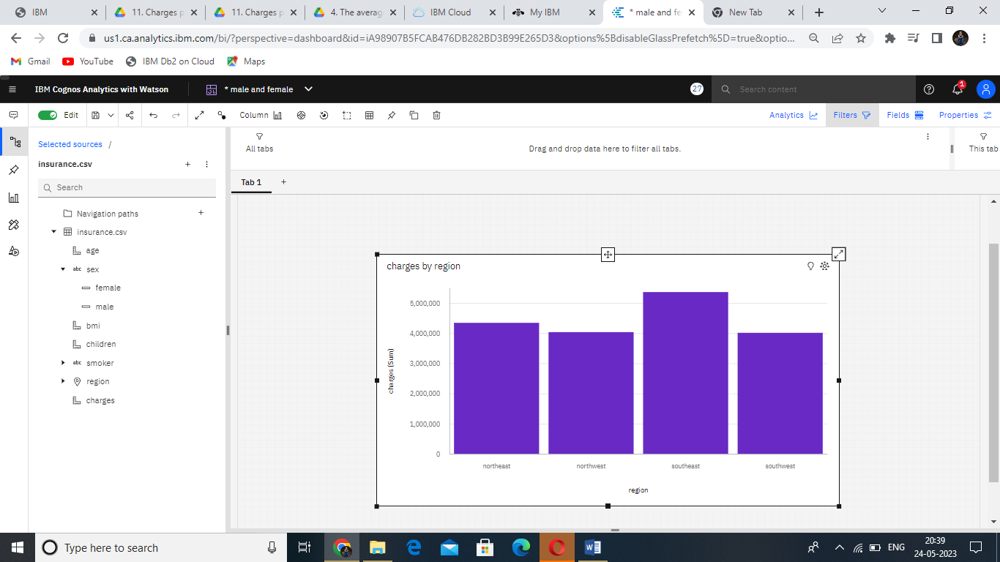 IBM
11. Charges p
11. Charges p
4. The averag
IBM Cloud
My IBM
* male and fe
New Tab
us1.ca.analytics.ibm.com/bi/?perspective=dashboard&id=iA98907B5FCAB476DB282BD3B99E265D3&options%5BdisableGlassPrefetch%5D=true&optio...
Gmail
YouTube
IBM Db2 on Cloud
Maps
IBM Cognos Analytics with Watson
* male and female
27
Search content
1
Edit
Column
Analytics
Filters
Fields
Properties
Selected sources /
insurance.csv
Search
Navigation paths
insurance.csv
age
abc sex
female
male
bmi
children
abc smoker
region
charges
All tabs
Drag and drop data here to filter all tabs.
This tab
Tab 1
charges by region
charges (Sum)
5,000,000
4,000,000
3,000,000
2,000,000
1,000,000
0
northeast
northwest
southeast
southwest
region
Type here to search
ENG
20:39
24-05-2023